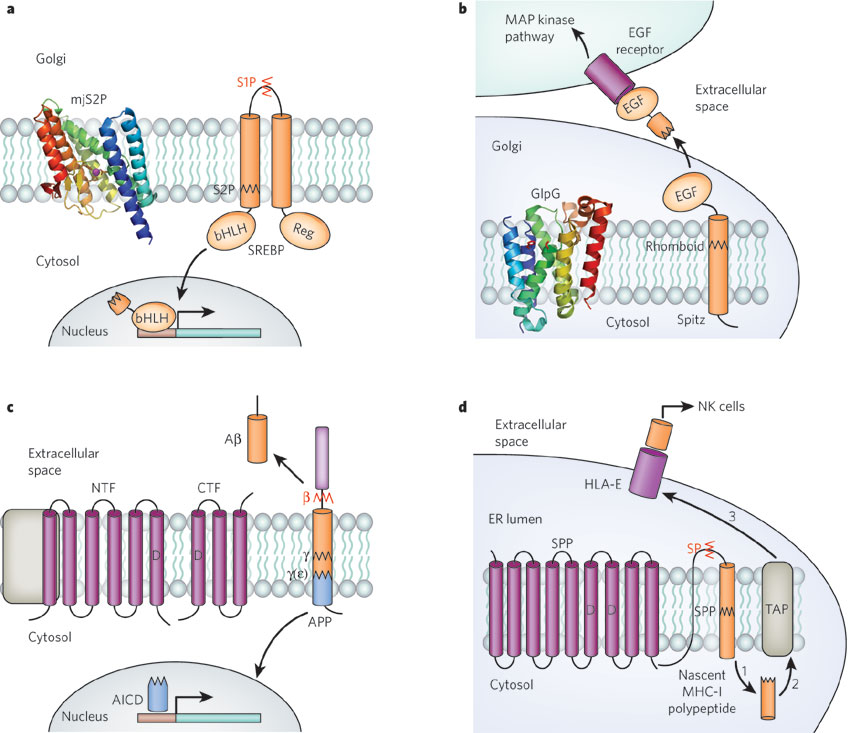 a
Golgi
mjS2P
S1P
S2P
bHLH
Reg
SREBP
Cytosol
bHLH
Nucleus
b
MAP kinase
pathway
EGF
receptor
EGF
Extracellular
space
Golgi
EGF
GlpG
Rhomboid
Cytosol
Spitz
c
Aβ
Extracellular
space
NTF
CTF
β
D
D
γ
γ(ε)
Cytosol
APP
AICD
Nucleus
d
NK cells
Extracellular
space
HLA-E
ER lumen
3
SPP
SP
D
D
SPP
TAP
Cytosol
Nascent
MHC-I
polypeptide
1
2